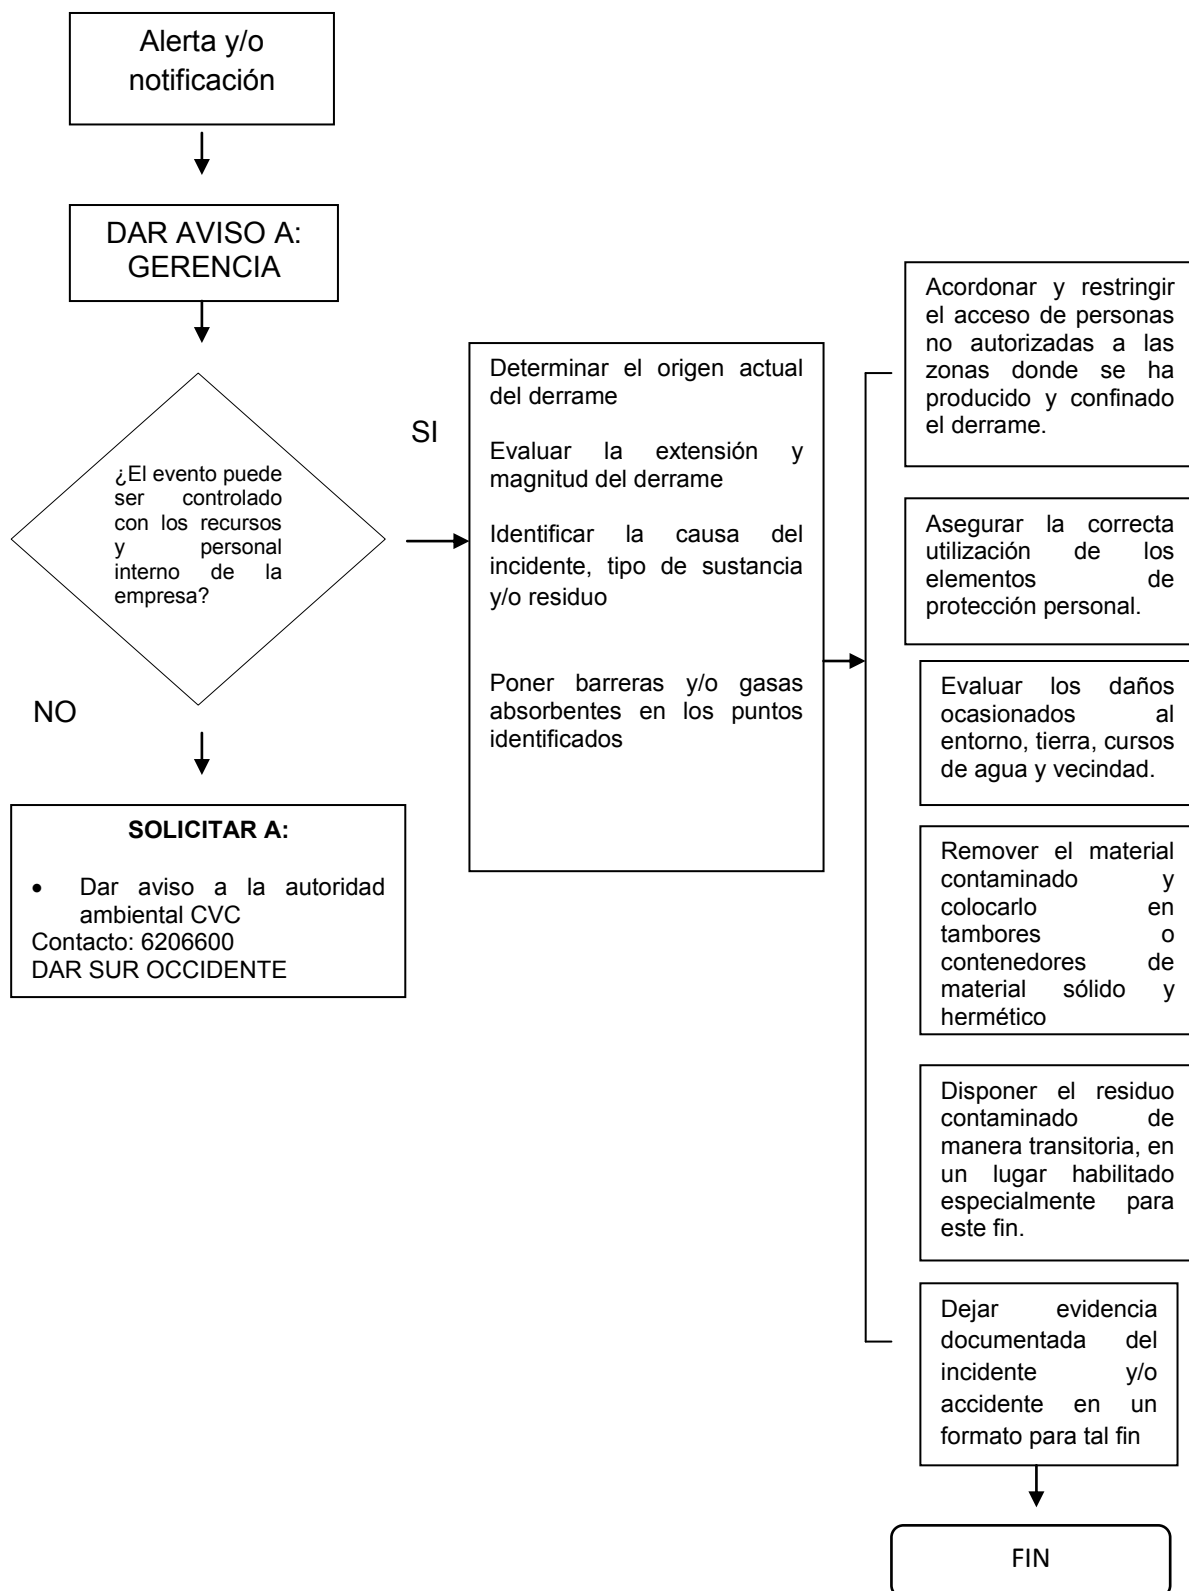 Alerta y/o
notificación
DAR AVISO A:
GERENCIA
¿El evento puede
ser controlado
con los recursos
y personal
interno de la
empresa?
SI
NO
SOLICITAR A:
• Dar aviso a la autoridad
ambiental CVC
Contacto: 6206600
DAR SUR OCCIDENTE
Determinar el origen actual
del derrame
Evaluar la extensión y
magnitud del derrame
Identificar la causa del
incidente, tipo de sustancia
y/o residuo
Poner barreras y/o gasas
absorbentes en los puntos
identificados
Acordonar y restringir
el acceso de personas
no autorizadas a las
zonas donde se ha
producido y confinado
el derrame.
Asegurar la correcta
utilización de los
elementos de
protección personal.
Evaluar los daños
ocasionados al
entorno, tierra, cursos
de agua y vecindad.
Remover el material
contaminado y
colocarlo en
tambores o
contenedores de
material sólido y
hermético
Disponer el residuo
contaminado de
manera transitoria, en
un lugar habilitado
especialmente para
este fin.
Dejar evidencia
documentada del
incidente y/o
accidente en un
formato para tal fin
FIN